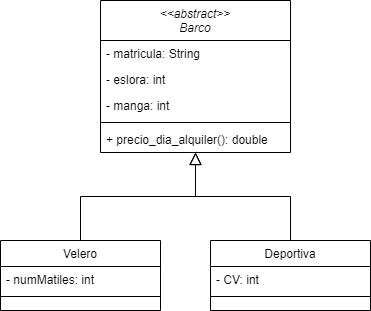 <<abstract>>
Barco
- matricula: String
- eslora: int
- manga: int
+ precio_dia_alquiler(): double
Velero
- numMatiles: int
Deportiva
- CV: int